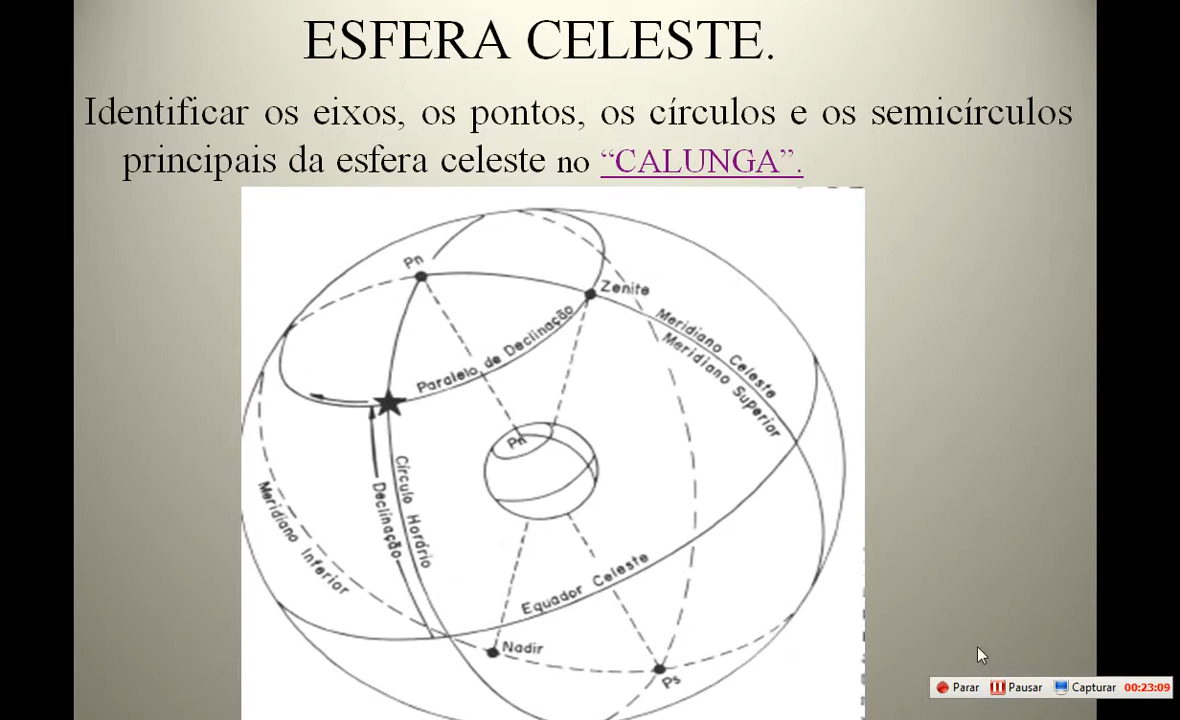 ESFERA CELESTE.
Identificar os eixos, os pontos, os círculos e os semicírculos
principais da esfera celeste no “CALUNGA”.
Pn
Zenite
Paralelo de Declinação
Meridiano Celeste
Meridiano Superior
Pn
Círculo Horário
Declinação
Meridiano Inferior
Equador Celeste
Nadir
Ps
Parar Pausar Capturar 00:23:09